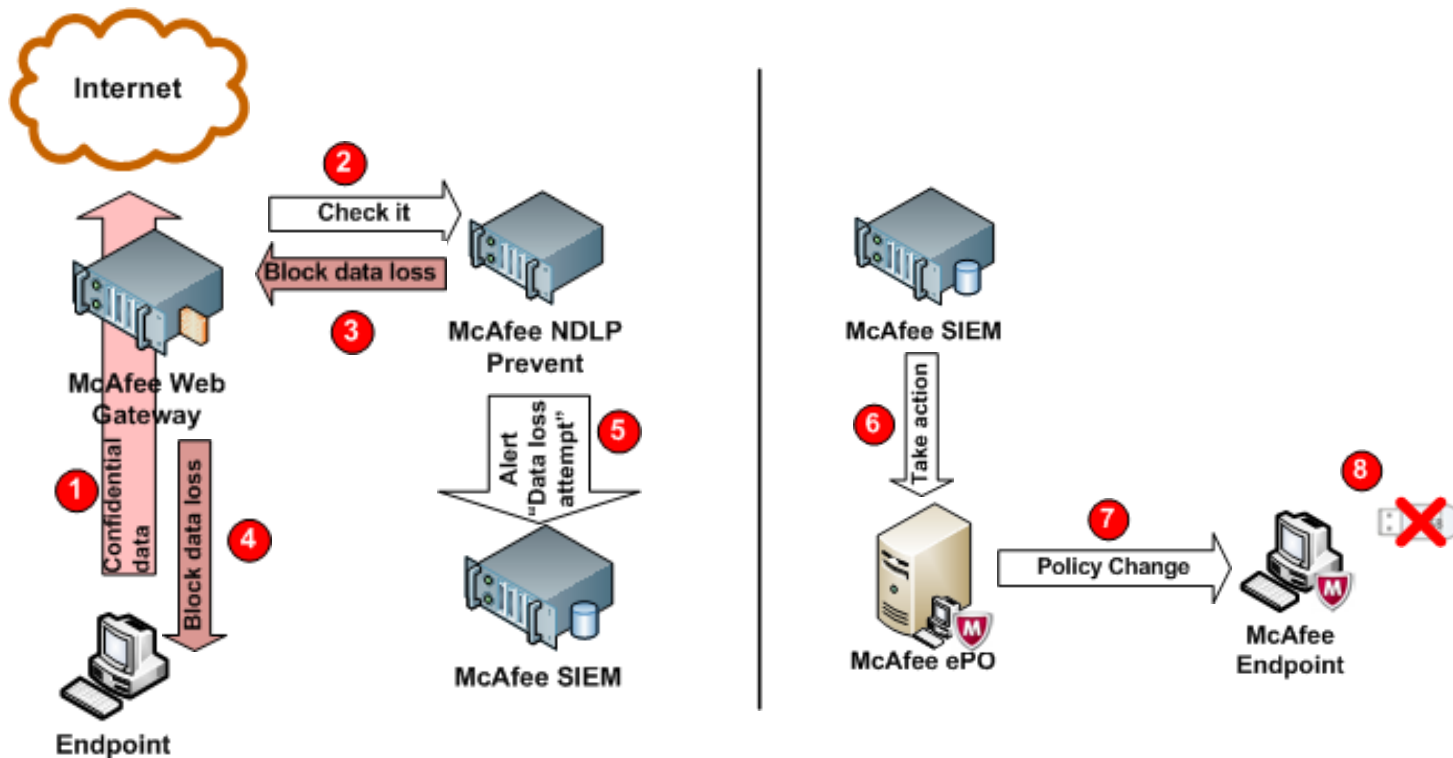 Internet
2
Check it
Block data loss
3
McAfee NDLP
Prevent
McAfee Web
Gateway
1
Confidential
data
Block data loss
4
Alert
“Data loss
attempt”
5
McAfee SIEM
Endpoint
McAfee SIEM
6
Take action
McAfee ePO
M
7
Policy Change
8
M
McAfee
Endpoint